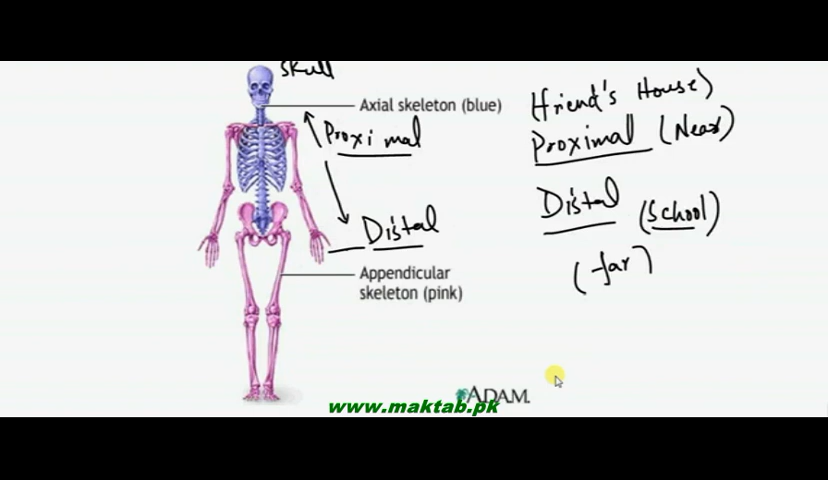 skull
Axial skeleton (blue)
Proximal
Distal
Appendicular
skeleton (pink)
(friend's House)
Proximal (Near)
Distal (School)
(far)
ADAM.
www.maktab.pk